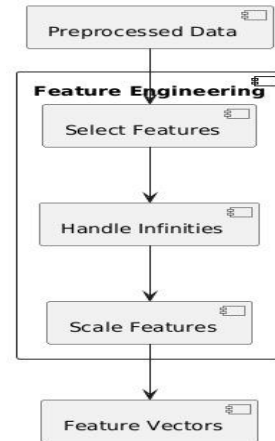 Preprocessed Data
Feature Engineering
Select Features
Handle Infinities
Scale Features
Feature Vectors